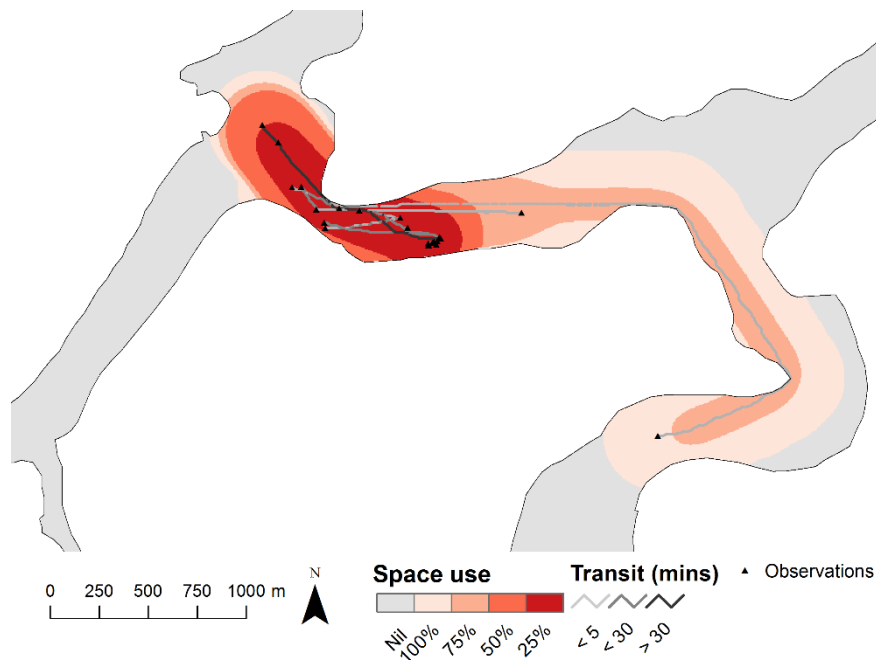 N
0 250 500 750 1000 m
Space use
Nil 100% 75% 50% 25%
Transit (mins)
< 5 < 30 > 30
Observations